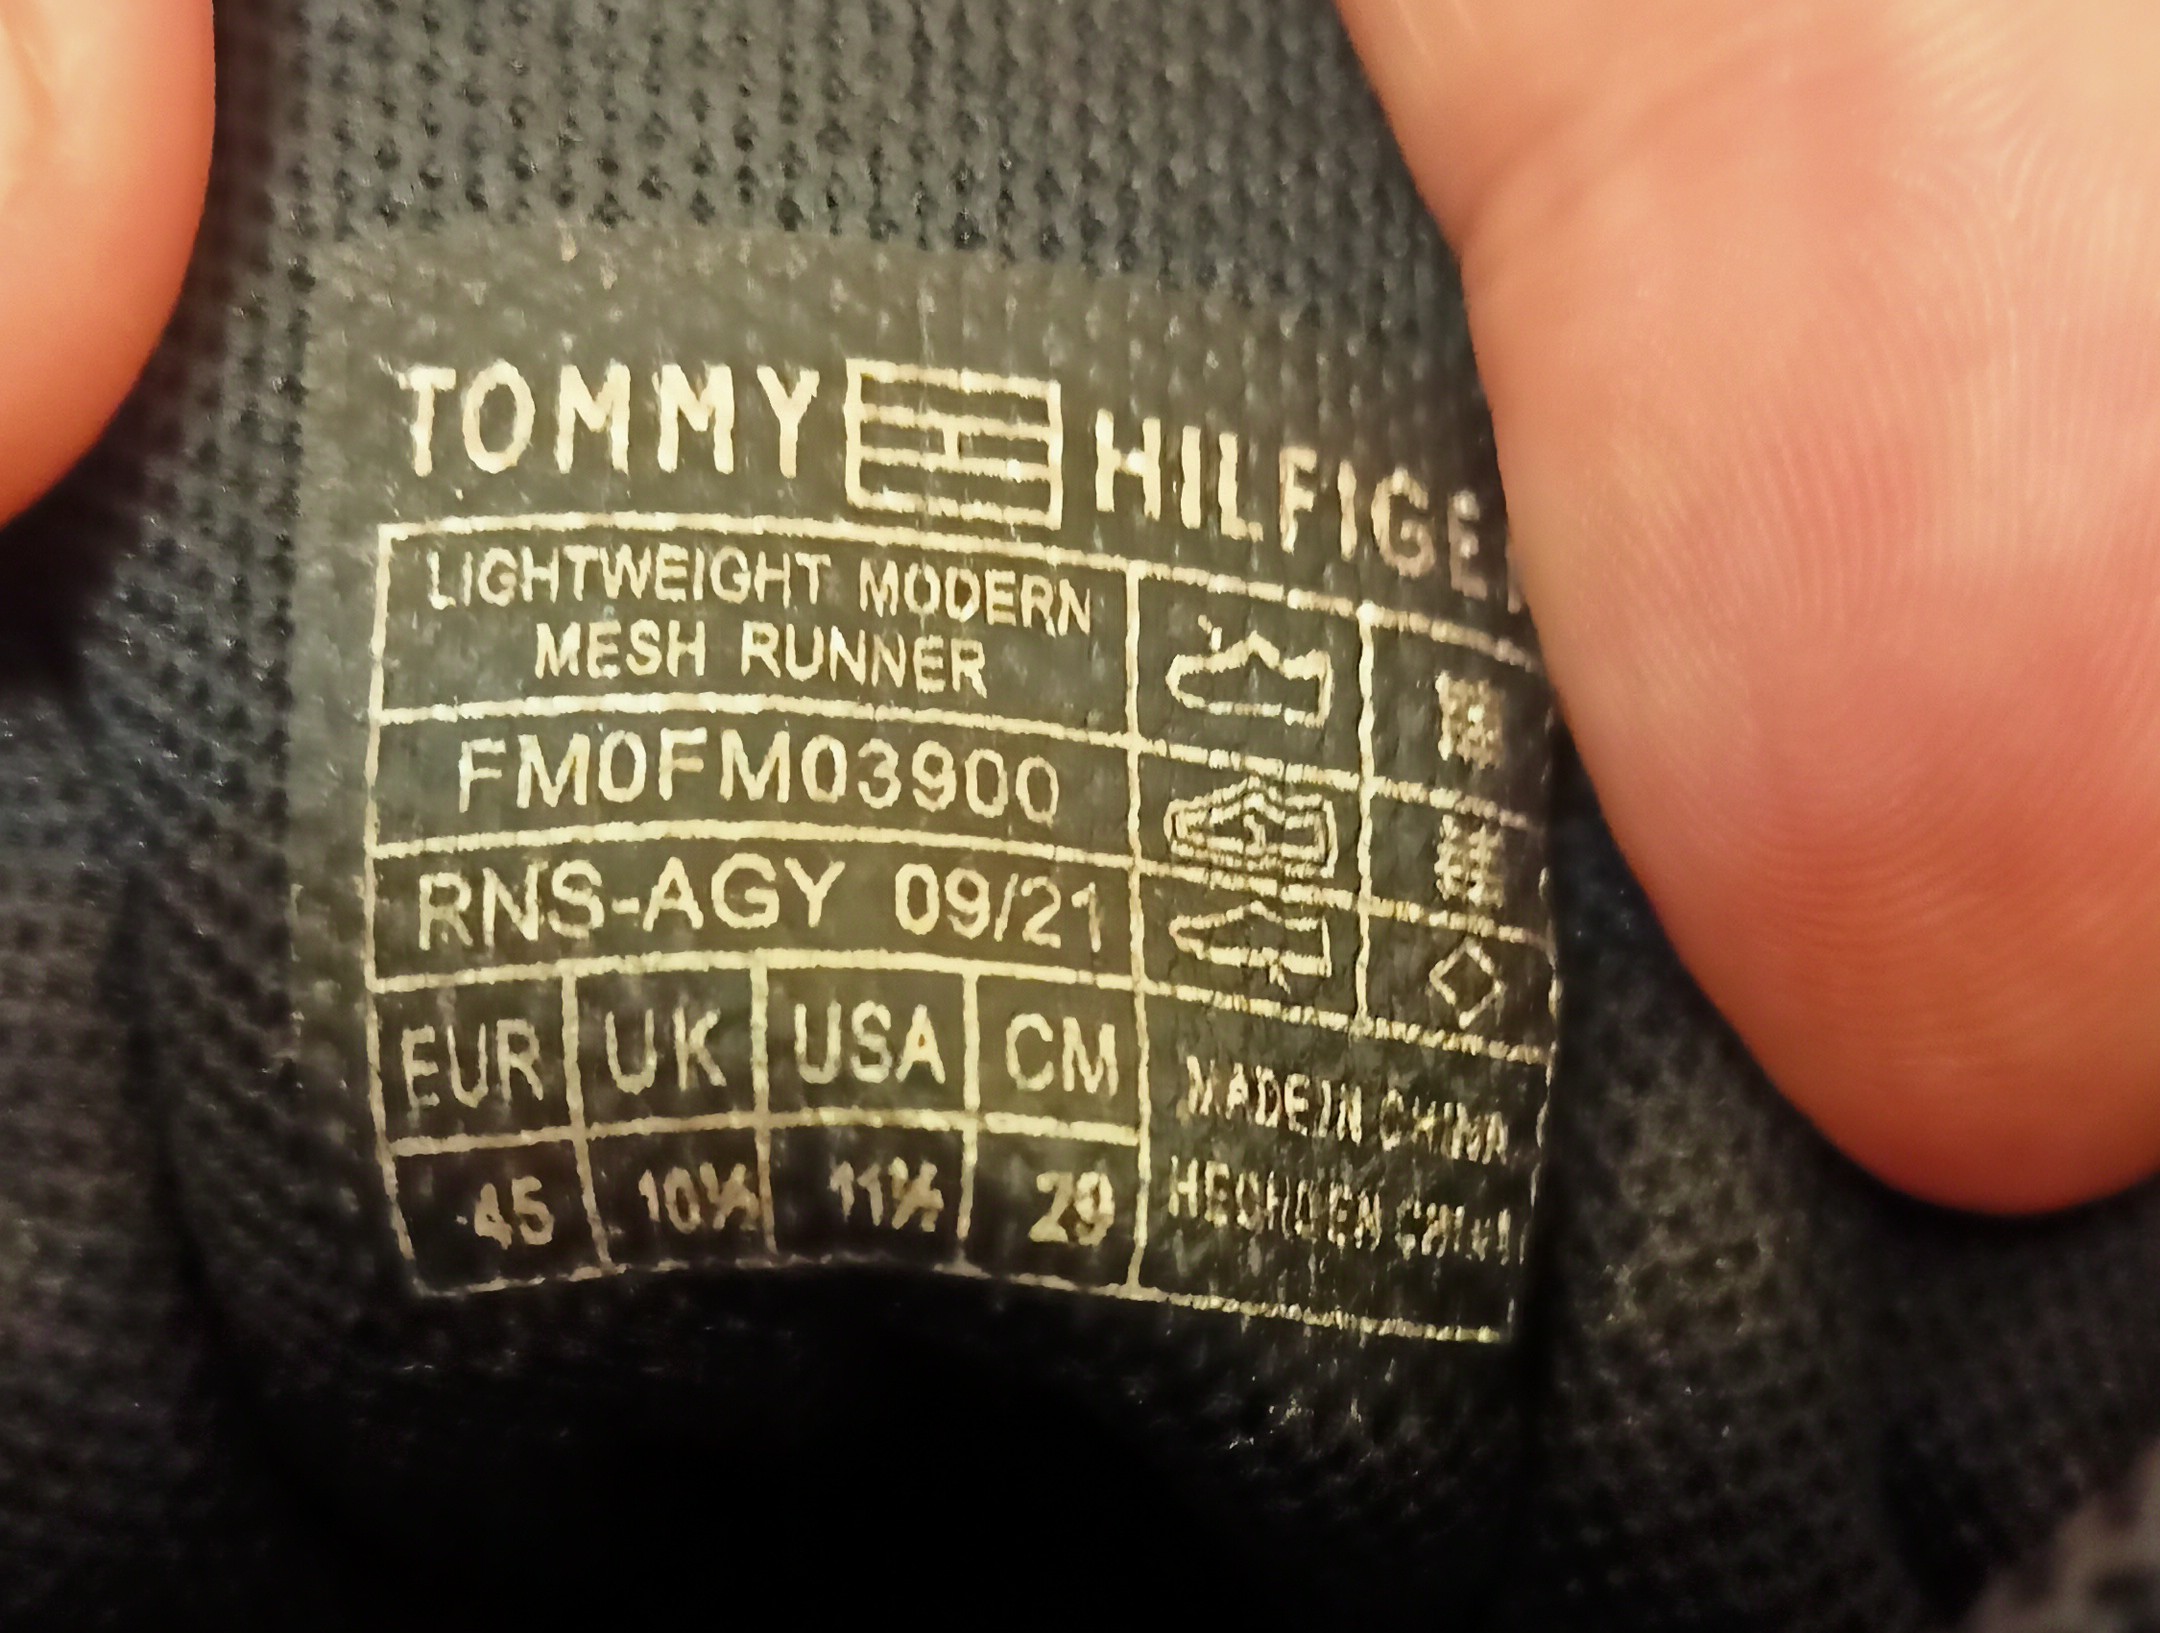 TOMMY HILFIGER
LIGHTWEIGHT MODERN
MESH RUNNER
FM0FM03900
RNS-AGY 09/21
EUR UK USA CM
45 10½ 11½ 29
MADE IN CHINA